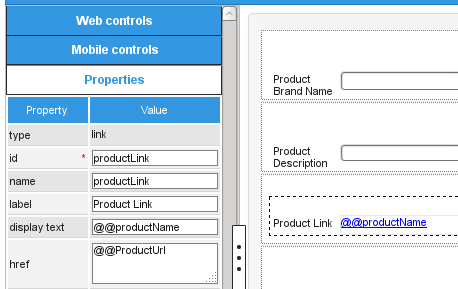 Web controls
Mobile controls
Properties
Property Value
type link
id * productLink
name productLink
label Product Link
display text @@productName
href @@ProductUrl
Product
Brand Name
Product
Description
Product Link @@productName